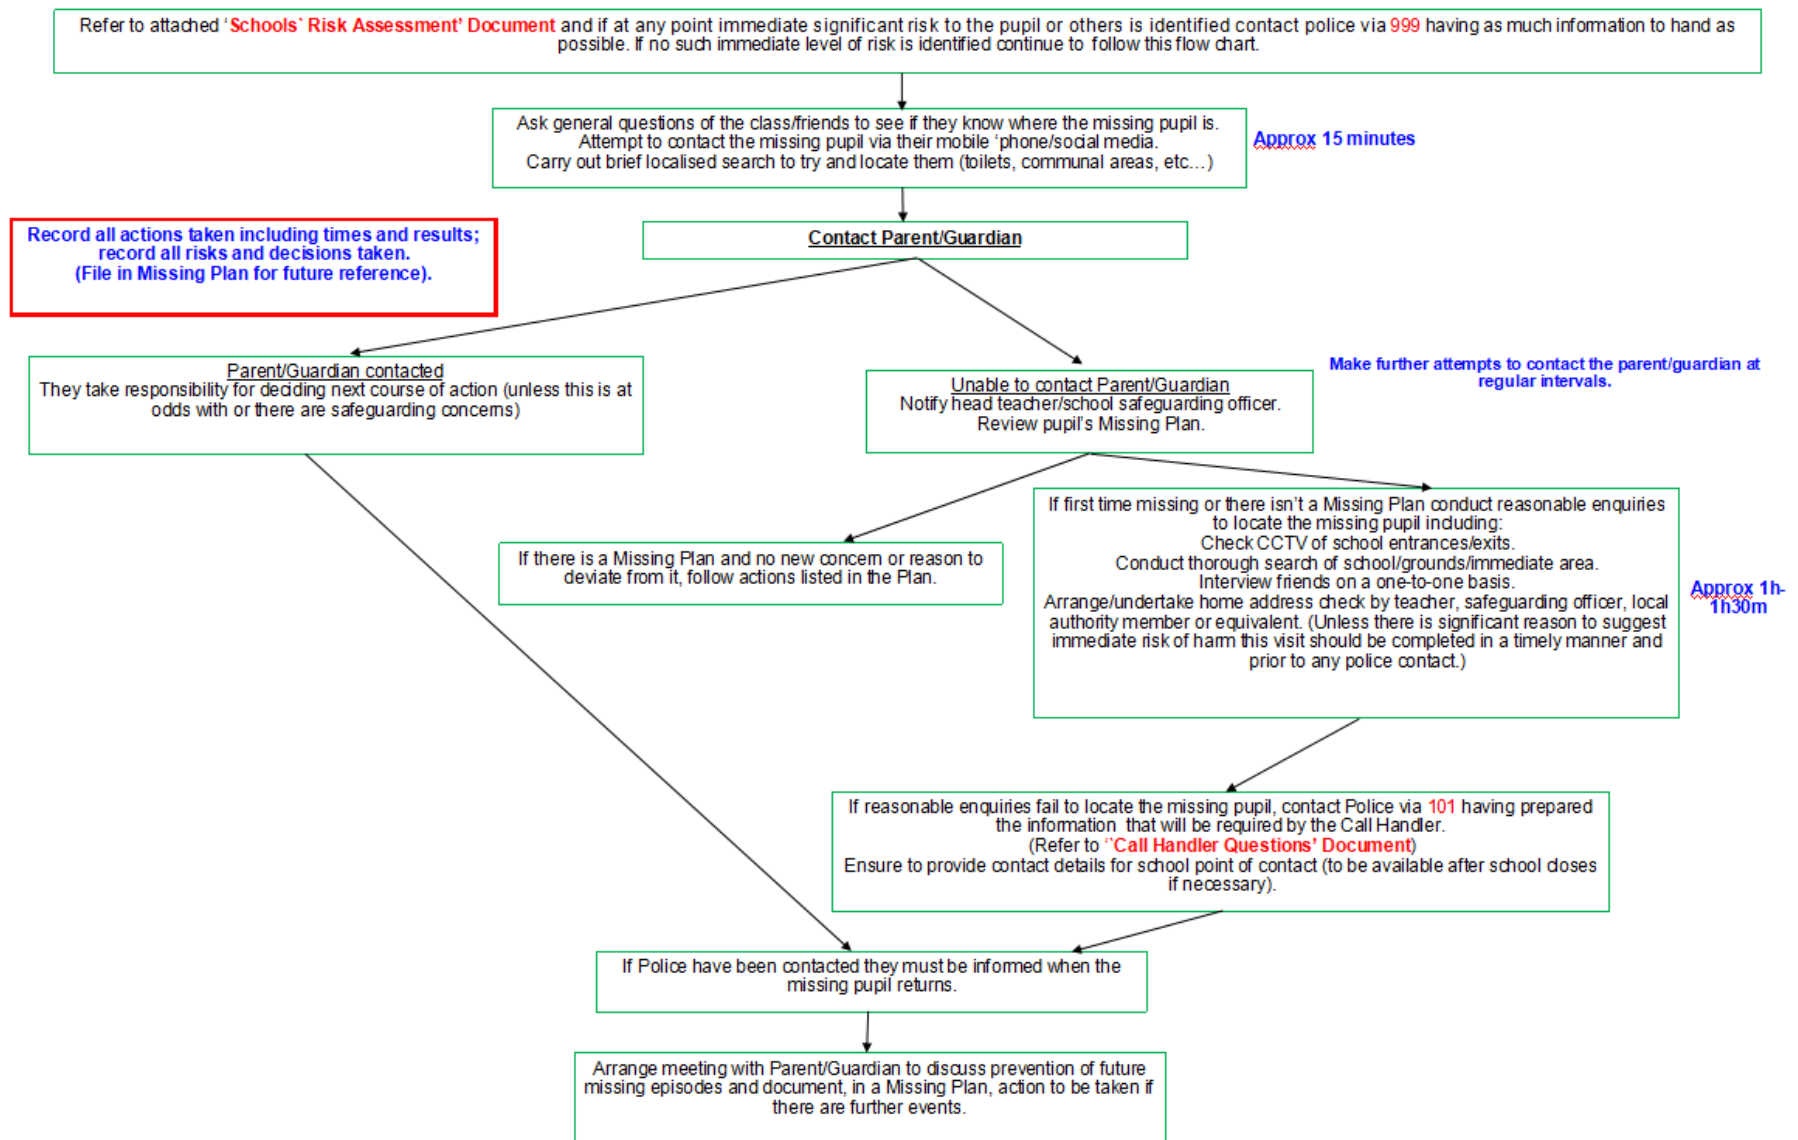 Refer to attached ‘Schools` Risk Assessment’ Document and if at any point immediate significant risk to the pupil or others is identified contact police via 999 having as much information to hand as
possible. If no such immediate level of risk is identified continue to follow this flow chart.
Ask general questions of the class/friends to see if they know where the missing pupil is.
Attempt to contact the missing pupil via their mobile ‘phone/social media.
Carry out brief localised search to try and locate them (toilets, communal areas, etc…)
Approx 15 minutes
Record all actions taken including times and results;
record all risks and decisions taken.
(File in Missing Plan for future reference).
Contact Parent/Guardian
Parent/Guardian contacted
They take responsibility for deciding next course of action (unless this is at
odds with or there are safeguarding concerns)
Unable to contact Parent/Guardian
Notify head teacher/school safeguarding officer.
Review pupil’s Missing Plan.
Make further attempts to contact the parent/guardian at
regular intervals.
If there is a Missing Plan and no new concern or reason to
deviate from it, follow actions listed in the Plan.
If first time missing or there isn’t a Missing Plan conduct reasonable enquiries
to locate the missing pupil including:
Check CCTV of school entrances/exits.
Conduct thorough search of school/grounds/immediate area.
Interview friends on a one-to-one basis.
Arrange/undertake home address check by teacher, safeguarding officer, local
authority member or equivalent. (Unless there is significant reason to suggest
immediate risk of harm this visit should be completed in a timely manner and
prior to any police contact.)
Approx 1h-
1h30m
If reasonable enquiries fail to locate the missing pupil, contact Police via 101 having prepared
the information that will be required by the Call Handler.
(Refer to ‘`Call Handler Questions’ Document)
Ensure to provide contact details for school point of contact (to be available after school closes
if necessary).
If Police have been contacted they must be informed when the
missing pupil returns.
Arrange meeting with Parent/Guardian to discuss prevention of future
missing episodes and document, in a Missing Plan, action to be taken if
there are further events.